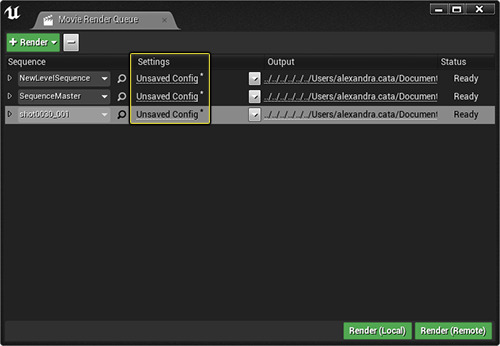 Movie Render Queue
Render
Sequence Settings Output Status
NewLevelSequence Unsaved Config * ../../../../../../Users/alexandra.cata/Document Ready
SequenceMaster Unsaved Config * ../../../../../../Users/alexandra.cata/Document Ready
shot0030_001 Unsaved Config * ../../../../../../Users/alexandra.cata/Document Ready
Render (Local) Render (Remote)